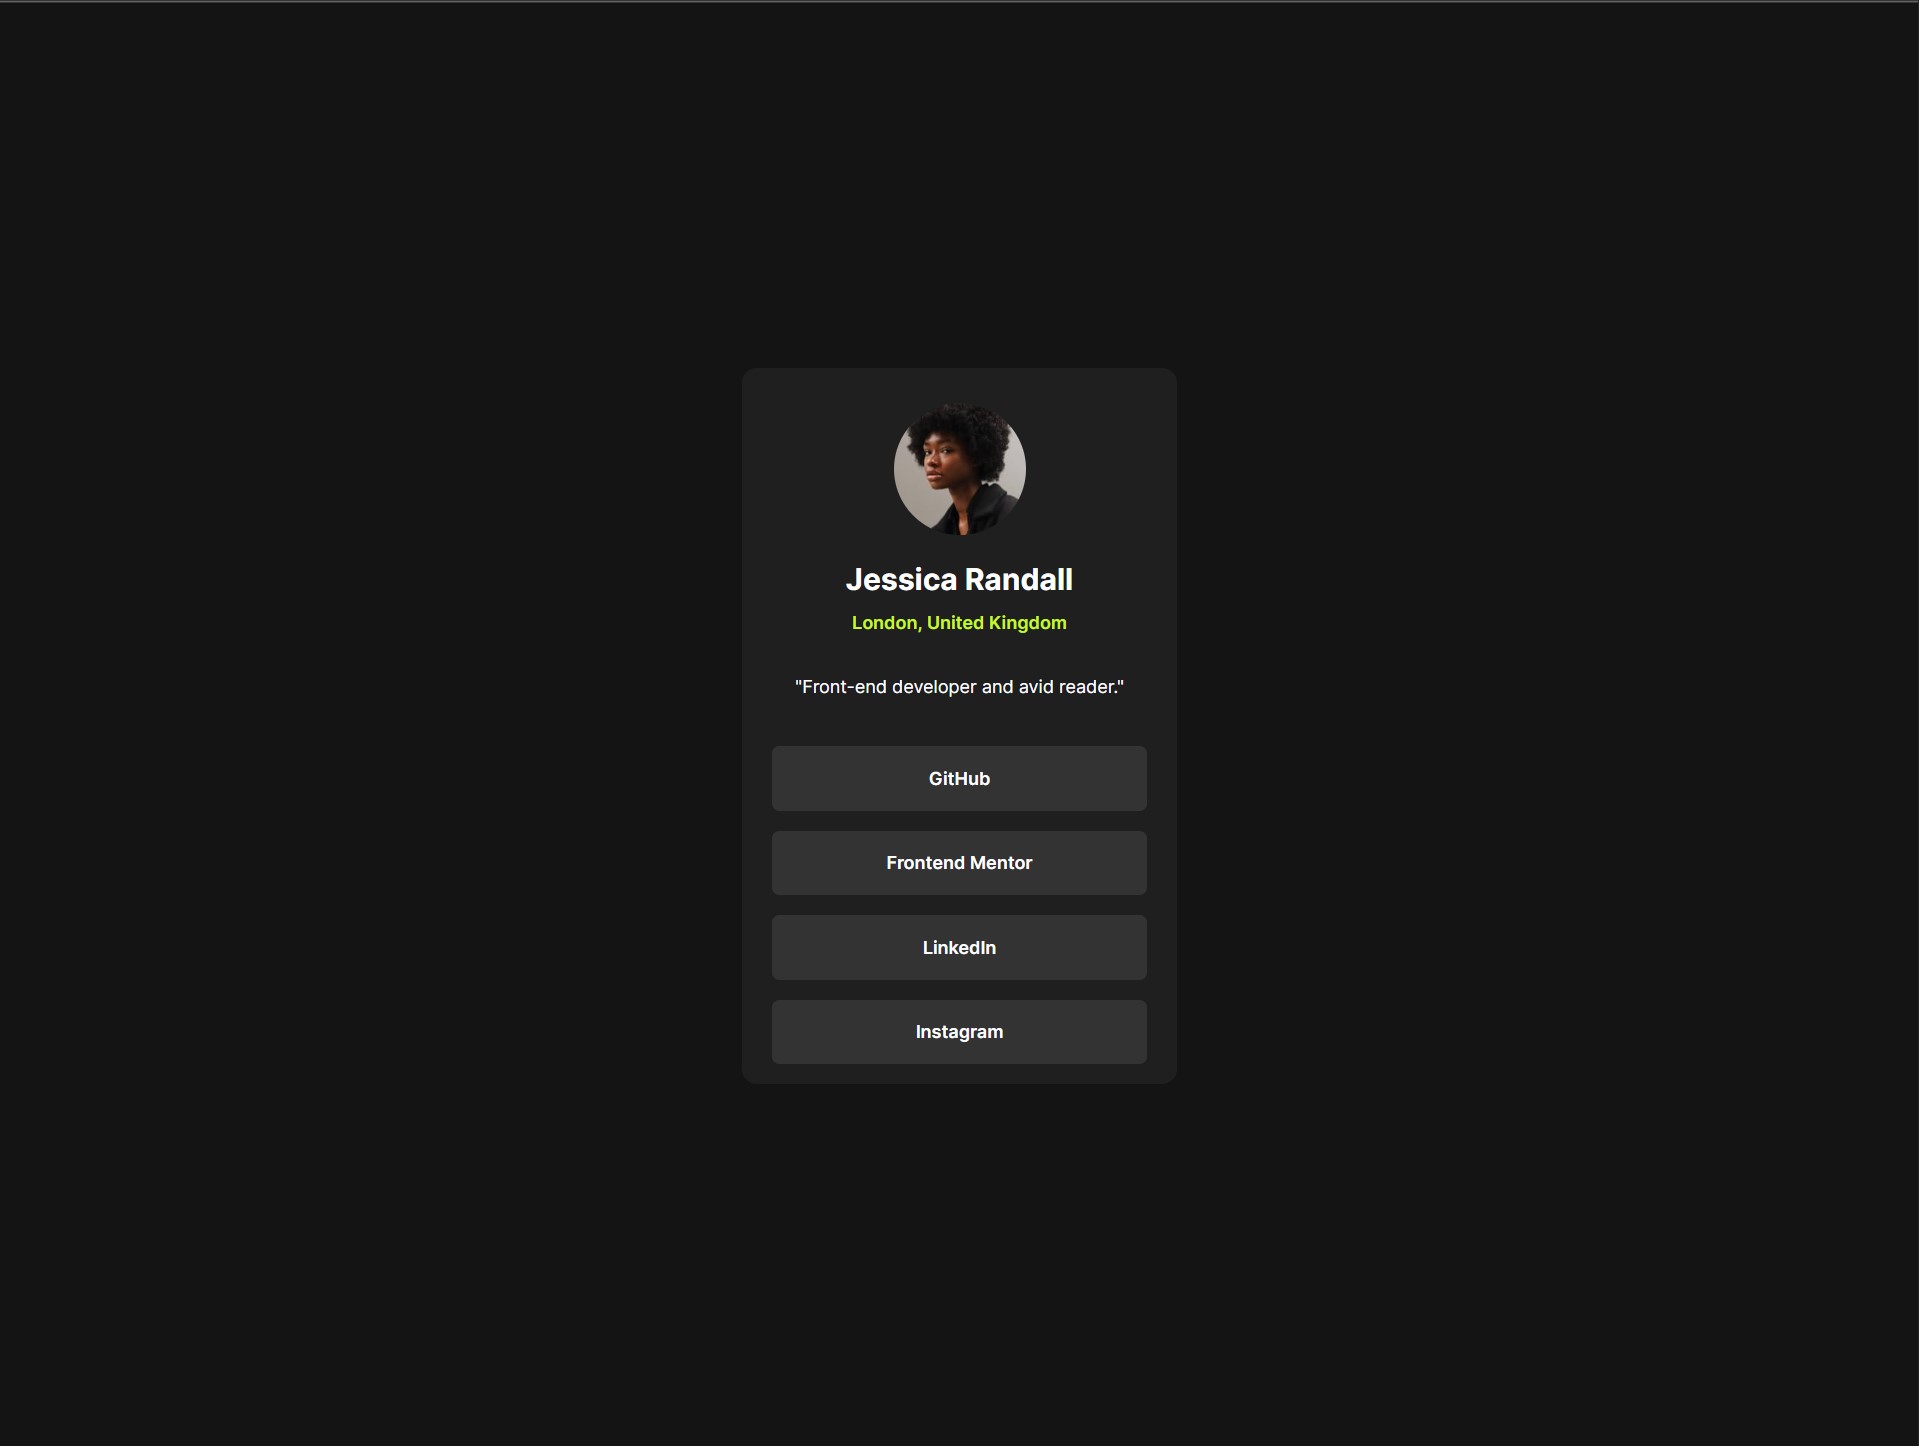 Jessica Randall
London, United Kingdom
"Front-end developer and avid reader."
GitHub
Frontend Mentor
LinkedIn
Instagram